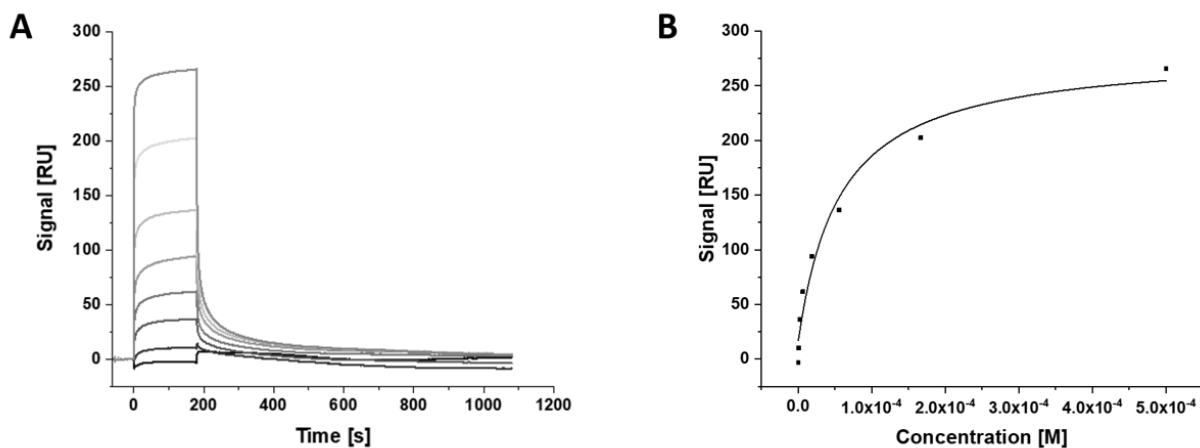 A
300
250
200
150
100
50
0
Signal [RU]
0 200 400 600 800 1000 1200
Time [s]
B
300
250
200
150
100
50
0
Signal [RU]
0.0 1.0x10⁻⁴ 2.0x10⁻⁴ 3.0x10⁻⁴ 4.0x10⁻⁴ 5.0x10⁻⁴
Concentration [M]